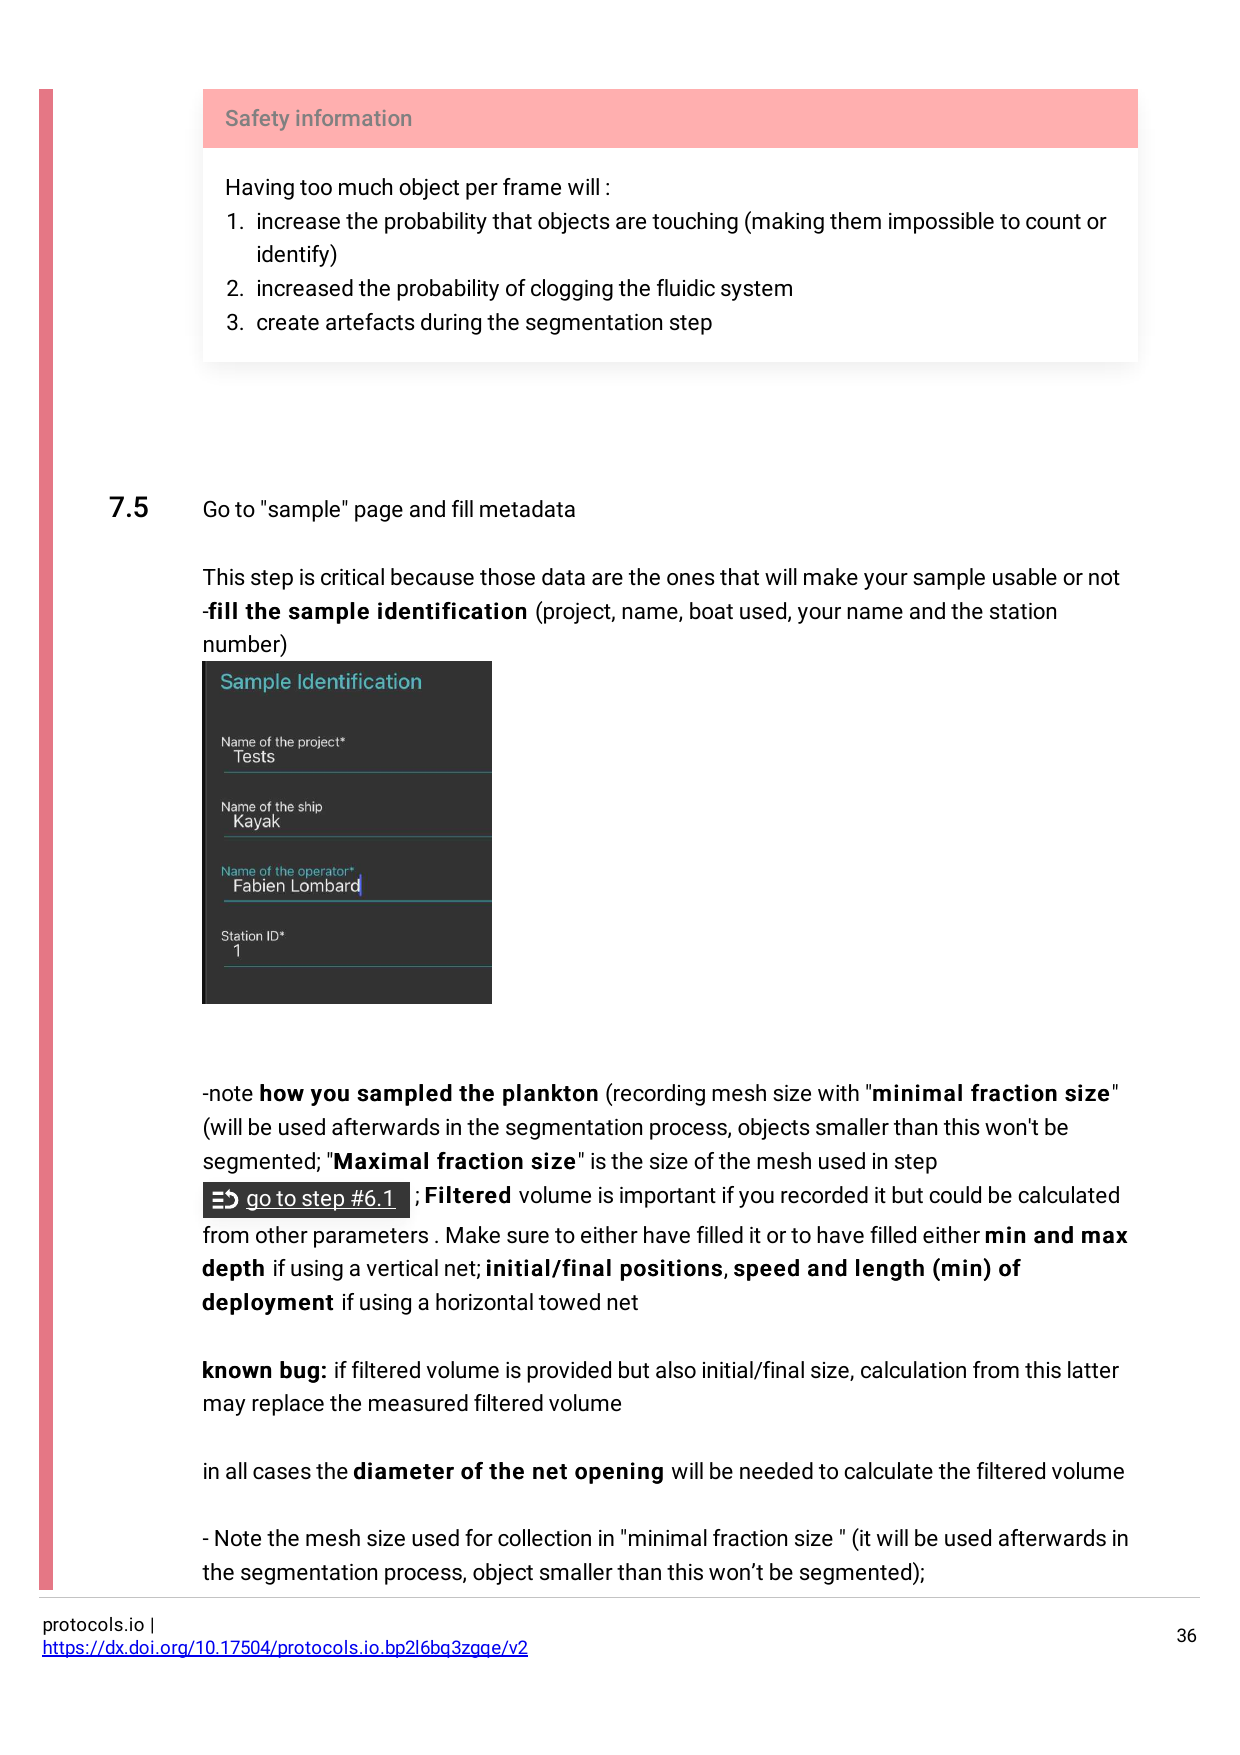 Safety information
Having too much object per frame will :
1. increase the probability that objects are touching (making them impossible to count or
identify)
2. increased the probability of clogging the fluidic system
3. create artefacts during the segmentation step
7.5 Go to "sample" page and fill metadata
This step is critical because those data are the ones that will make your sample usable or not
-fill the sample identification (project, name, boat used, your name and the station
number)
Sample Identification
Name of the project*
Tests
Name of the ship
Kayak
Name of the operator*
Fabien Lombard
Station ID*
1
-note how you sampled the plankton (recording mesh size with "minimal fraction size"
(will be used afterwards in the segmentation process, objects smaller than this won't be
segmented; "Maximal fraction size" is the size of the mesh used in step
go to step #6.1 ; Filtered volume is important if you recorded it but could be calculated
from other parameters . Make sure to either have filled it or to have filled either min and max
depth if using a vertical net; initial/final positions, speed and length (min) of
deployment if using a horizontal towed net
known bug: if filtered volume is provided but also initial/final size, calculation from this latter
may replace the measured filtered volume
in all cases the diameter of the net opening will be needed to calculate the filtered volume
- Note the mesh size used for collection in "minimal fraction size " (it will be used afterwards in
the segmentation process, object smaller than this won’t be segmented);
protocols.io |
https://dx.doi.org/10.17504/protocols.io.bp2l6bq3zgqe/v2
36